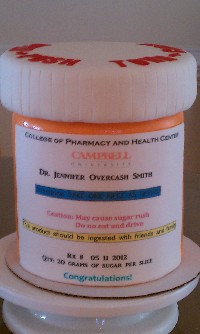 COLLEGE OF PHARMACY AND HEALTH CENTER
CAMPBELL
UNIVERSITY
DR. JENNIFER OVERCASH SMITH
Caution: May cause sugar rush
Do no eat and drive
This product should be ingested with friends and family
RX # 05 11 2012
QTY: 20 GRAMS OF SUGAR PER SLICE
Congratulations!